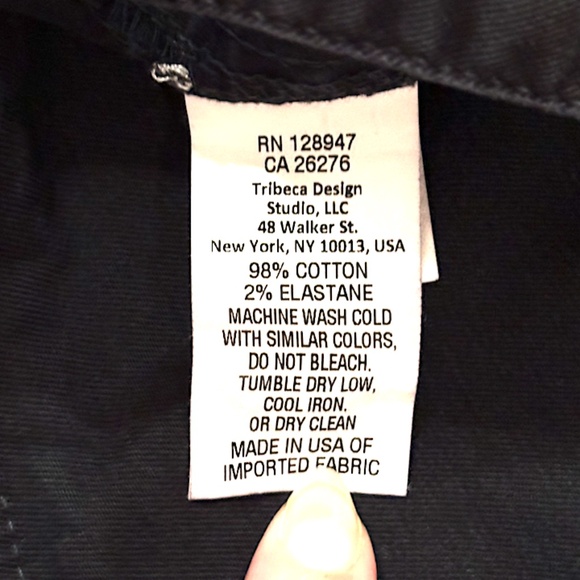 RN 128947
CA 26276
Tribeca Design
Studio, LLC
48 Walker St.
New York, NY 10013, USA
98% COTTON
2% ELASTANE
MACHINE WASH COLD
WITH SIMILAR COLORS,
DO NOT BLEACH.
TUMBLE DRY LOW,
COOL IRON.
OR DRY CLEAN
MADE IN USA OF
IMPORTED FABRIC